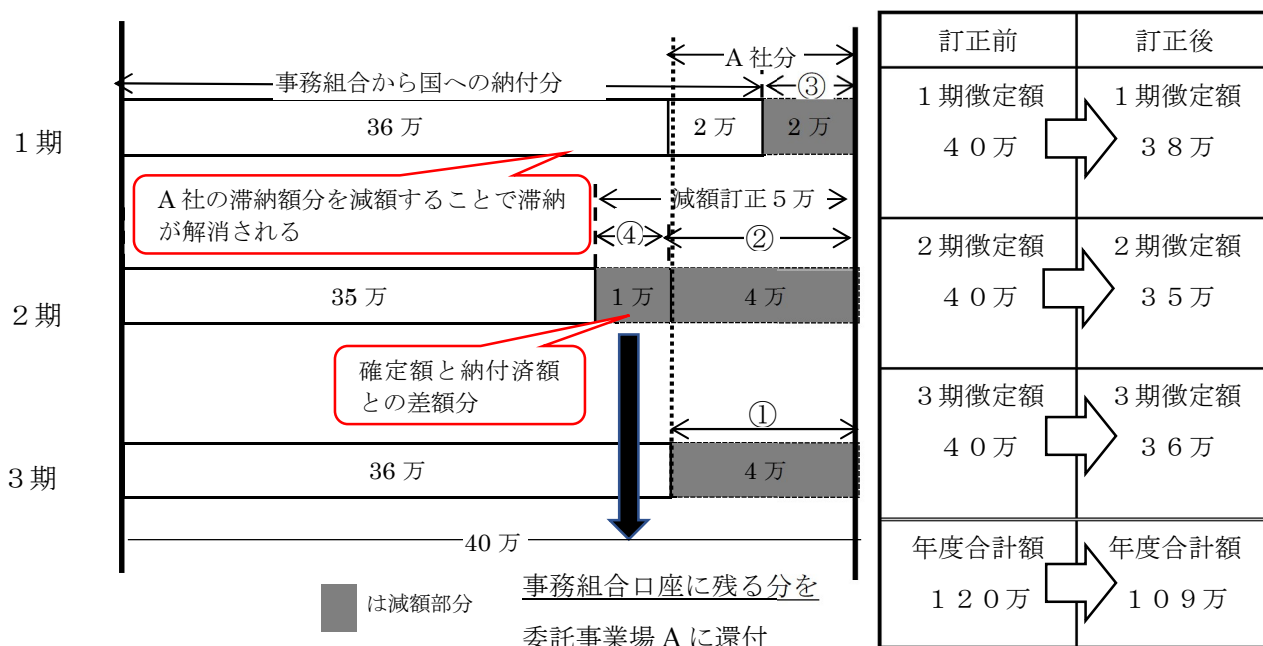 A 社分
事務組合から国への納付分
③
1期
36 万
2 万
2 万
A 社の滞納額分を減額することで滞納
が解消される
減額訂正５万
④
②
２期
35 万
1 万
4 万
確定額と納付済額
との差額分
①
３期
36 万
4 万
40 万
は減額部分
事務組合口座に残る分を
委託事業場 A に還付
訂正前
訂正後
１期徴定額
４０万
１期徴定額
３８万
２期徴定額
４０万
２期徴定額
３５万
３期徴定額
４０万
３期徴定額
３６万
年度合計額
１２０万
年度合計額
１０９万